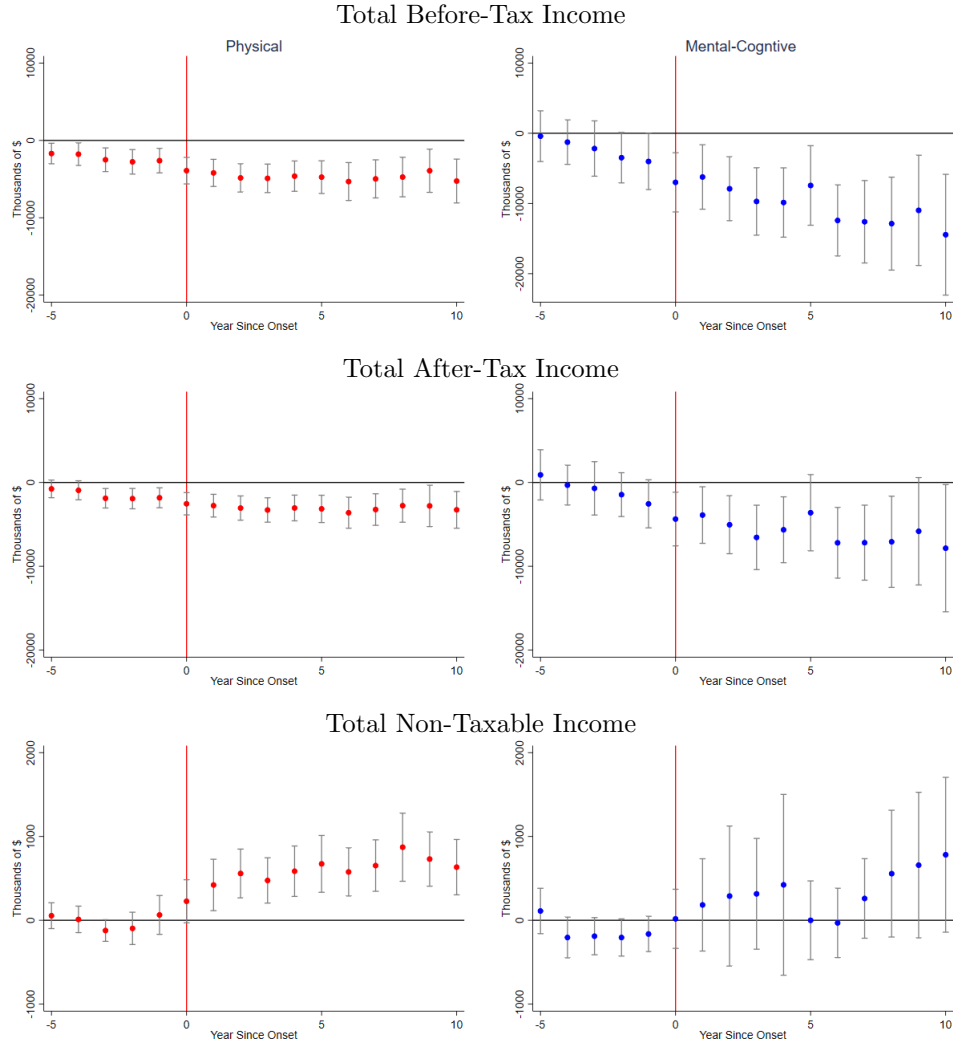 Total Before-Tax Income
Physical
Mental-Cogntive
Thousands of $
10000
0
-10000
-20000
-5
0
5
10
Year Since Onset
Thousands of $
10000
0
-10000
-20000
-5
0
5
10
Year Since Onset
Total After-Tax Income
Thousands of $
10000
0
-10000
-20000
-5
0
5
10
Year Since Onset
Thousands of $
10000
0
-10000
-20000
-5
0
5
10
Year Since Onset
Total Non-Taxable Income
Thousands of $
2000
1000
0
-1000
-5
0
5
10
Year Since Onset
Thousands of $
2000
1000
0
-1000
-5
0
5
10
Year Since Onset